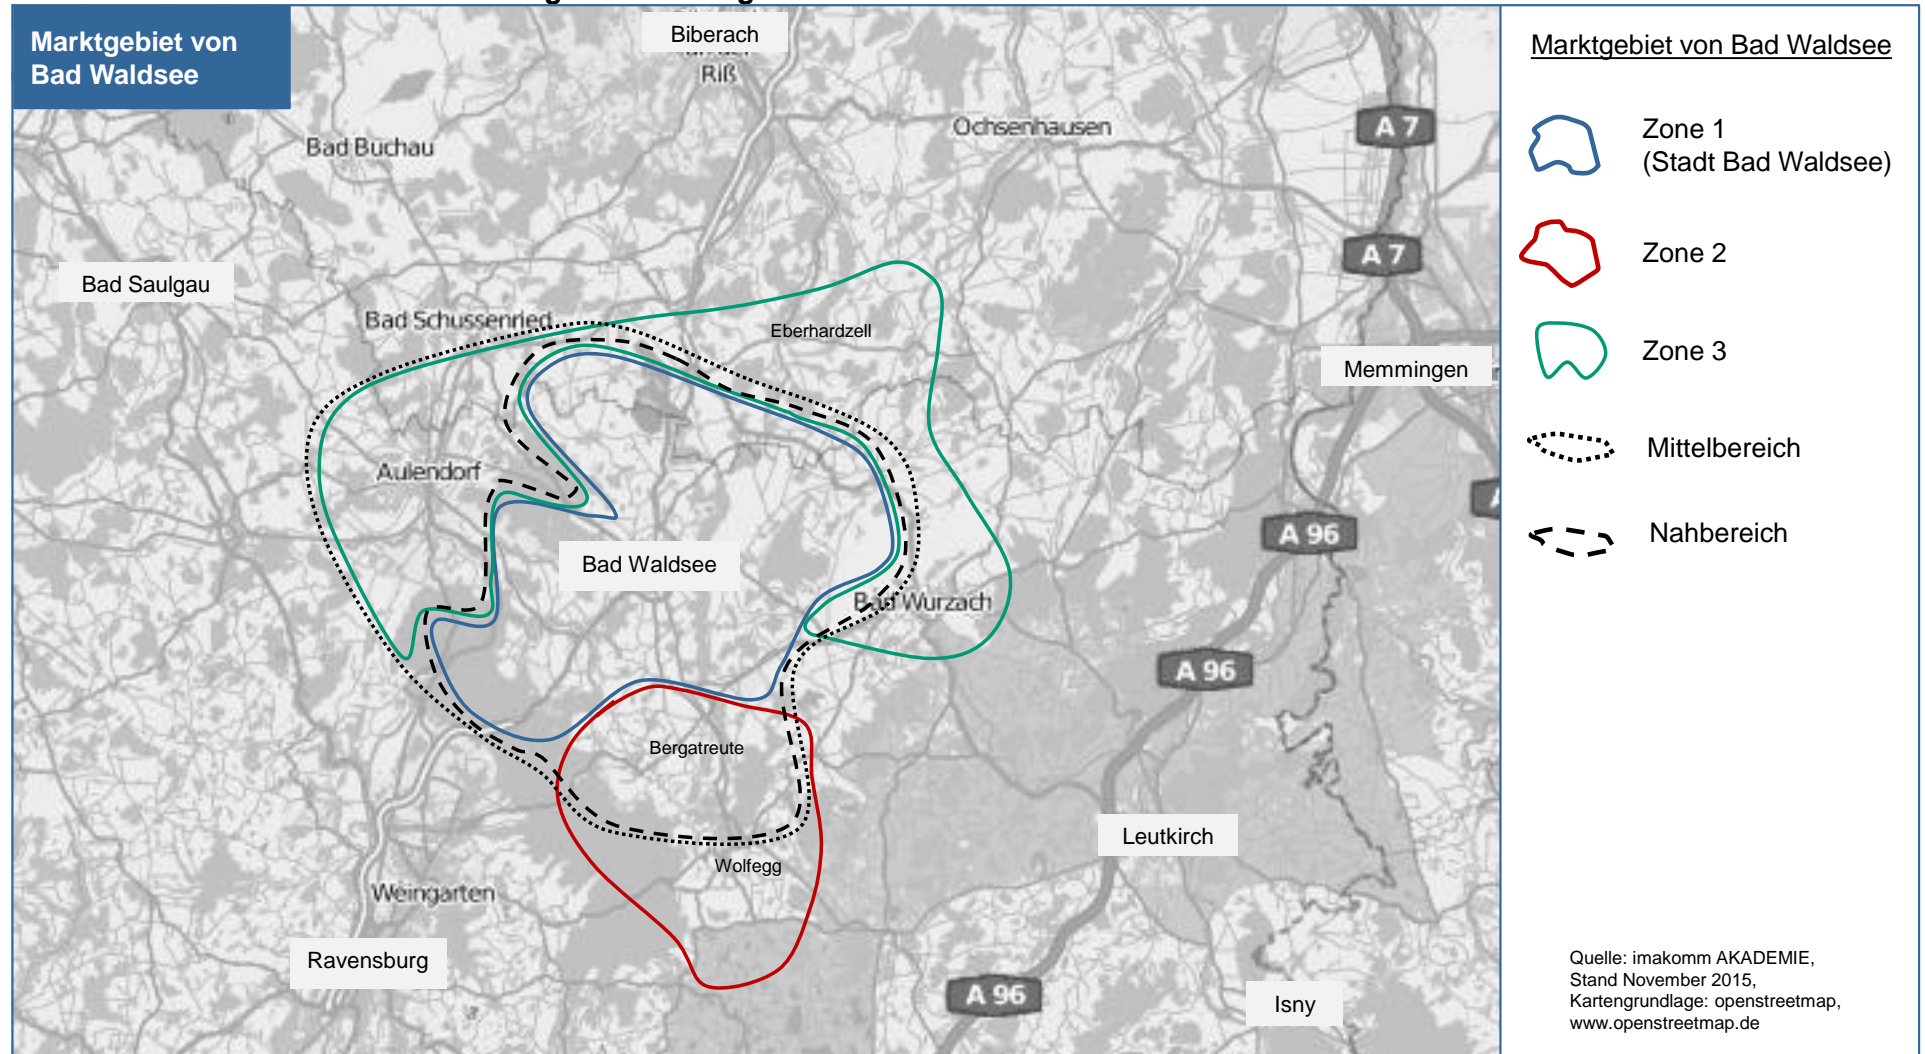 Marktgebiet von
Bad Waldsee
Biberach
Riß
Ochsenhausen
A 7
Bad Buchau
A 7
Bad Saulgau
Bad Schussenried
Eberhardzell
Memmingen
Aulendorf
A 96
Bad Waldsee
Bad Wurzach
A 96
Bergatreute
Leutkirch
Wolfegg
Weingarten
Ravensburg
A 96
Isny
Marktgebiet von Bad Waldsee
Zone 1
(Stadt Bad Waldsee)
Zone 2
Zone 3
Mittelbereich
Nahbereich
Quelle: imakomm AKADEMIE,
Stand November 2015,
Kartengrundlage: openstreetmap,
www.openstreetmap.de